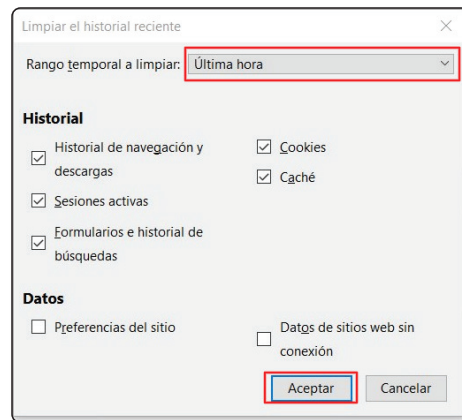 Limpiar el historial reciente
Rango temporal a limpiar: Última hora
Historial
Historial de navegación y
descargas
Cookies
Caché
Sesiones activas
Formularios e historial de
búsquedas
Datos
Preferencias del sitio
Datos de sitios web sin
conexión
Aceptar Cancelar